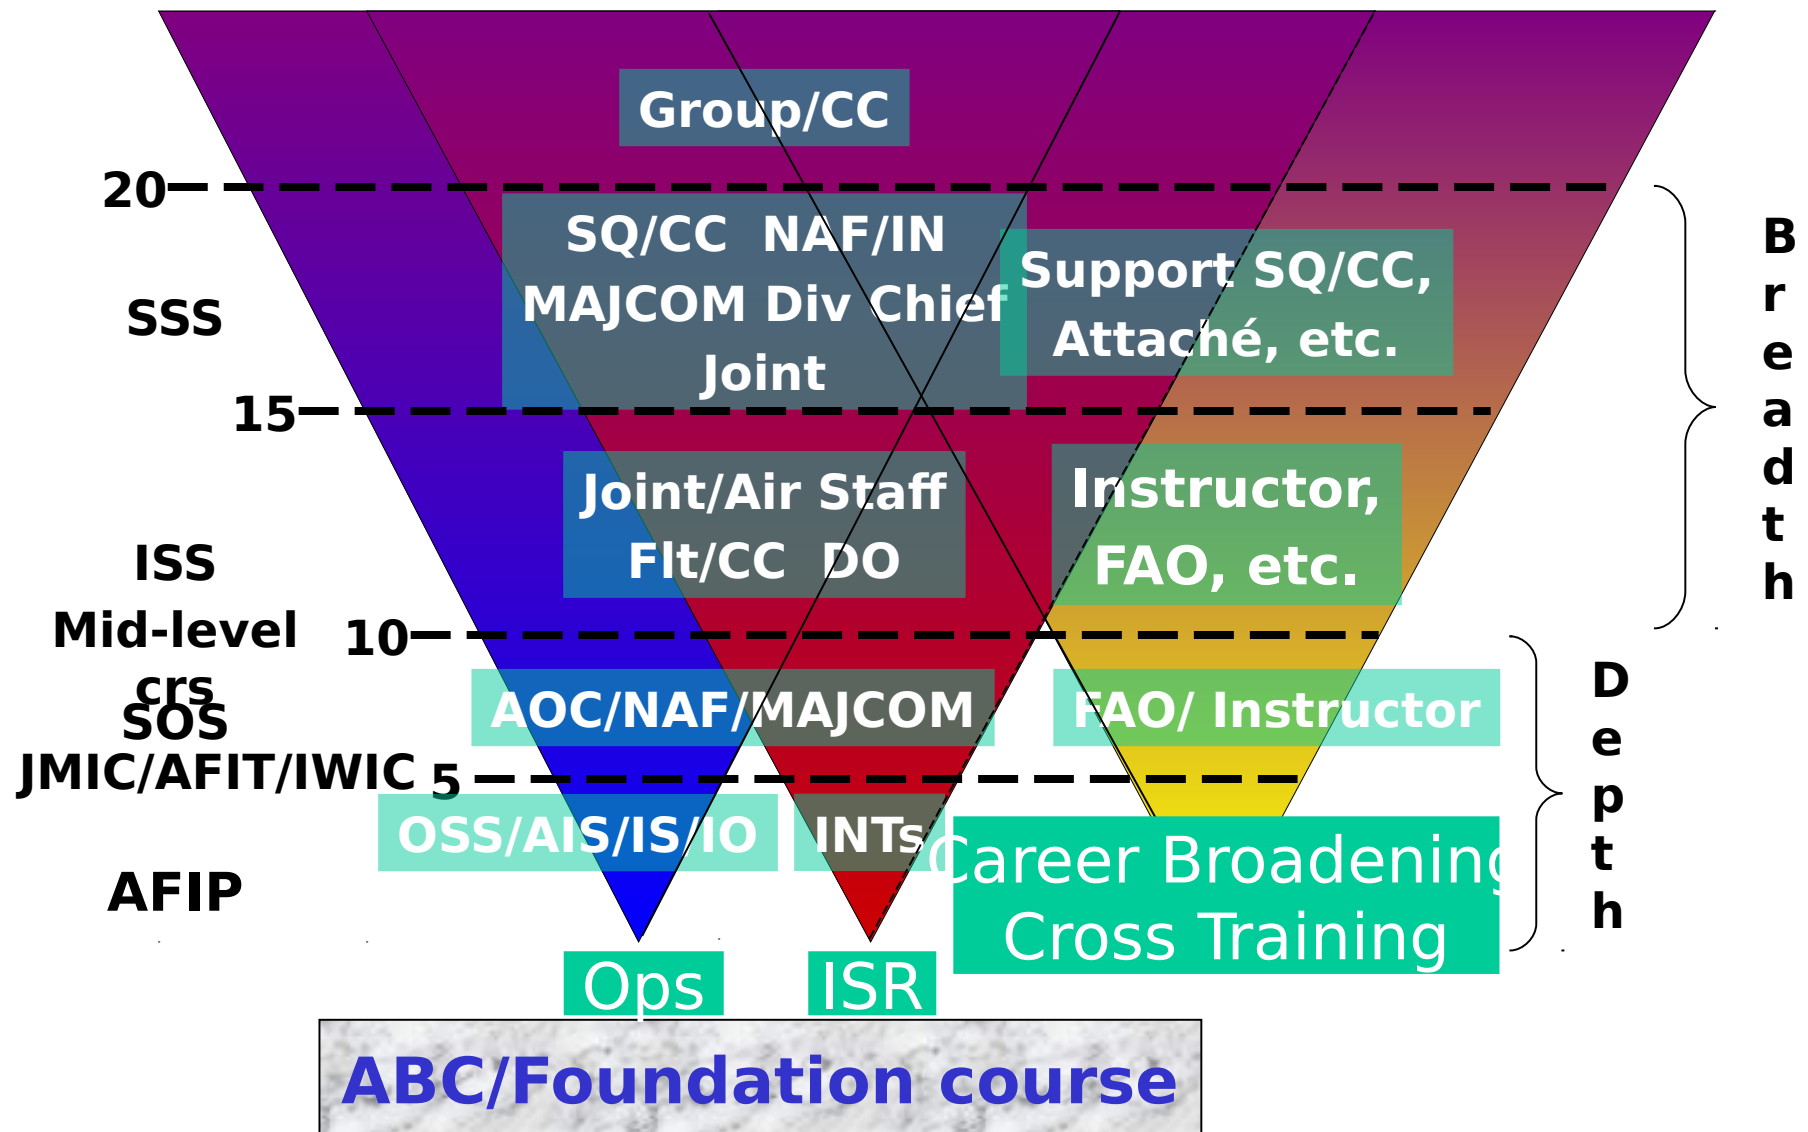 Group/CC
20
SQ/CC NAF/IN
MAJCOM Div Chief
Joint
Support SQ/CC,
Attaché, etc.
SSS
15
Joint/Air Staff
Flt/CC DO
Instructor,
FAO, etc.
Breadth
ISS
Mid-level
crs
10
SOS
AOC/NAF/MAJCOM
FAO/ Instructor
JMIC/AFIT/IWIC
5
OSS/AIS/IS/IO
INTs
Career Broadening
Cross Training
Depth
AFIP
Ops
ISR
ABC/Foundation course